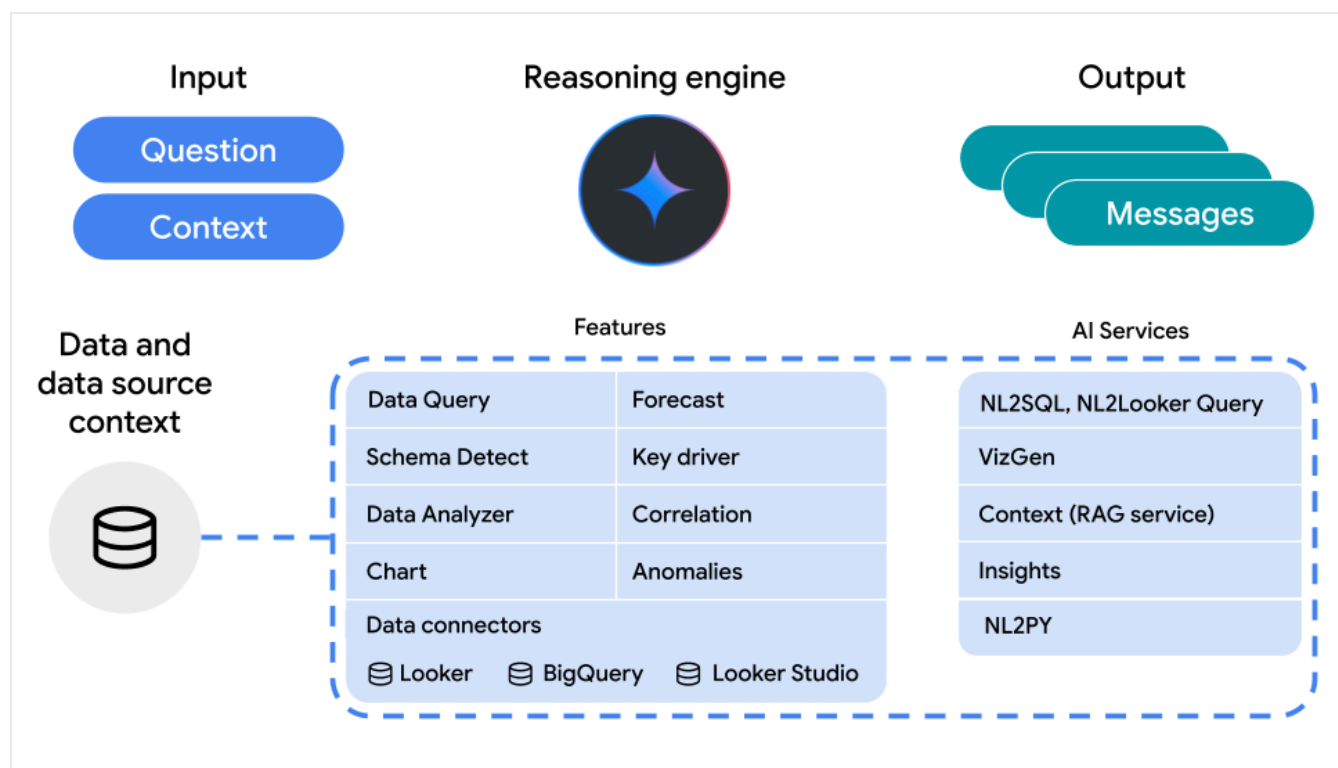 Input
Reasoning engine
Output
Question
Context
Messages
Data and
data source
context
Features
AI Services
Data Query
Forecast
Schema Detect
Key driver
Data Analyzer
Correlation
Chart
Anomalies
Data connectors
Looker
BigQuery
Looker Studio
NL2SQL, NL2Looker Query
VizGen
Context (RAG service)
Insights
NL2PY